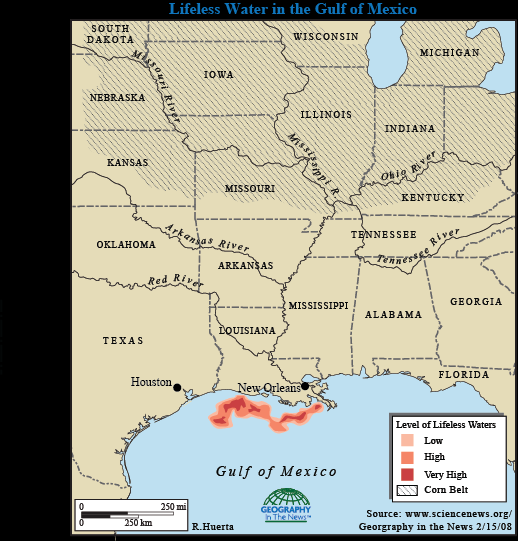 Lifeless Water in the Gulf of Mexico
SOUTH
DAKOTA
WISCONSIN
MICHIGAN
Missouri River
IOWA
NEBRASKA
ILLINOIS
INDIANA
Mississippi R.
Ohio River
KANSAS
MISSOURI
KENTUCKY
TENNESSEE
Tennessee River
Arkansas River
OKLAHOMA
ARKANSAS
Red River
MISSISSIPPI
ALABAMA
GEORGIA
LOUISIANA
TEXAS
FLORIDA
Houston
New Orleans
Level of Lifeless Waters
Low
High
Very High
Corn Belt
Gulf of Mexico
0 250 mi
0 250 km
R.Huerta
GEOGRAPHY
In The News™
Source: www.sciencenews.org/
Georgraphy in the News 2/15/08